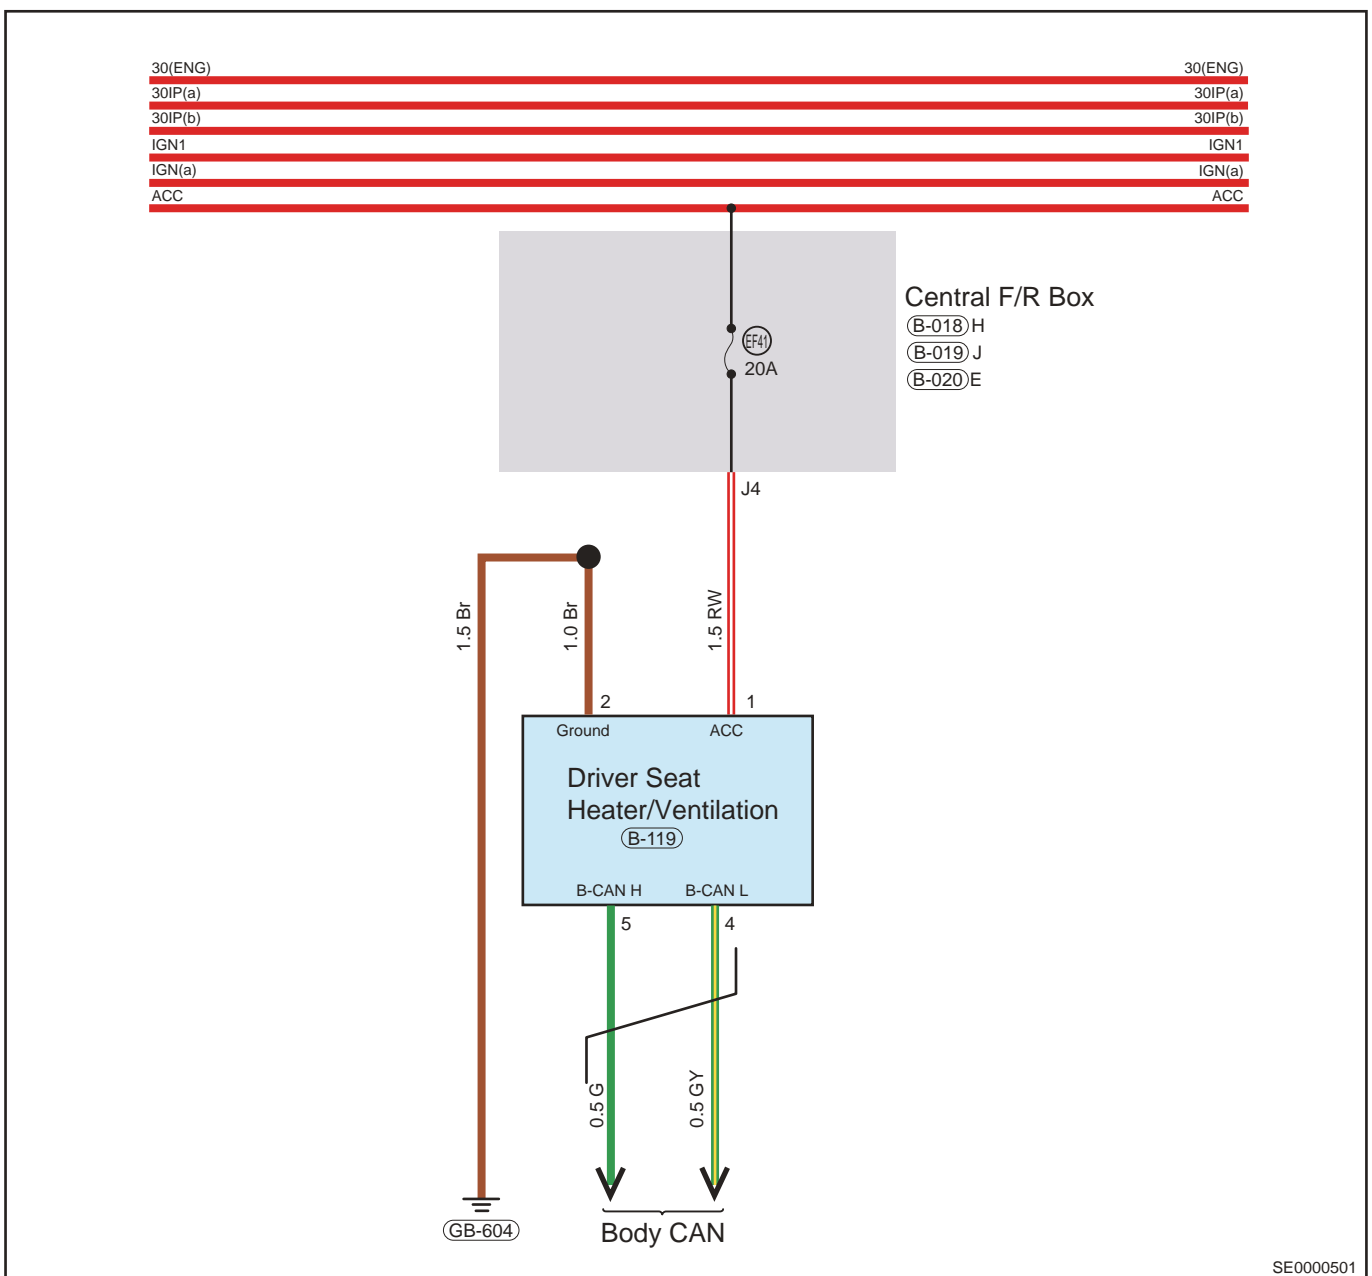 30(ENG) 30(ENG)
30IP(a) 30IP(a)
30IP(b) 30IP(b)
IGN1 IGN1
IGN(a) IGN(a)
ACC ACC
Central F/R Box
B-018 H
B-019 J
B-020 E
EF41
20A
J4
1.5 Br
1.0 Br
1.5 RW
2 1
Ground ACC
Driver Seat
Heater/Ventilation
B-119
B-CAN H B-CAN L
5 4
0.5 G
0.5 GY
GB-604
Body CAN
SE0000501